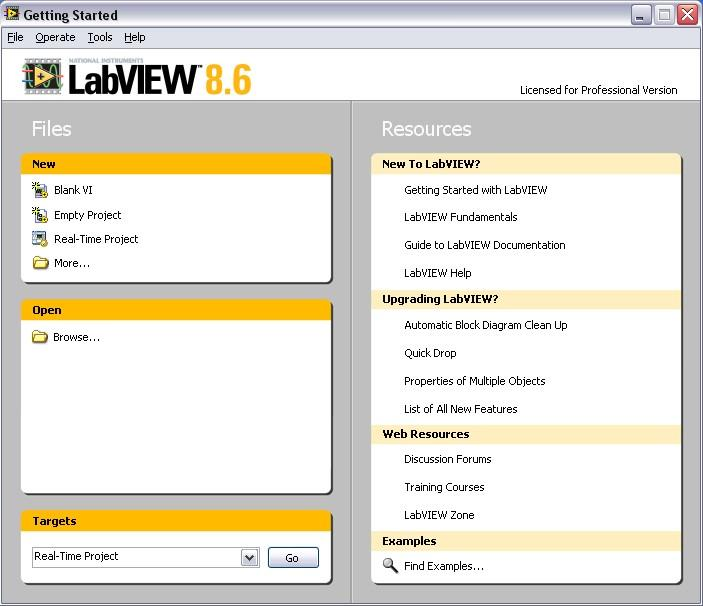 Getting Started
File Operate Tools Help
NATIONAL INSTRUMENTS
LabVIEW™ 8.6
Licensed for Professional Version
Files
New
Blank VI
Empty Project
Real-Time Project
More...
Open
Browse...
Targets
Real-Time Project
Go
Resources
New To LabVIEW?
Getting Started with LabVIEW
LabVIEW Fundamentals
Guide to LabVIEW Documentation
LabVIEW Help
Upgrading LabVIEW?
Automatic Block Diagram Clean Up
Quick Drop
Properties of Multiple Objects
List of All New Features
Web Resources
Discussion Forums
Training Courses
LabVIEW Zone
Examples
Find Examples...